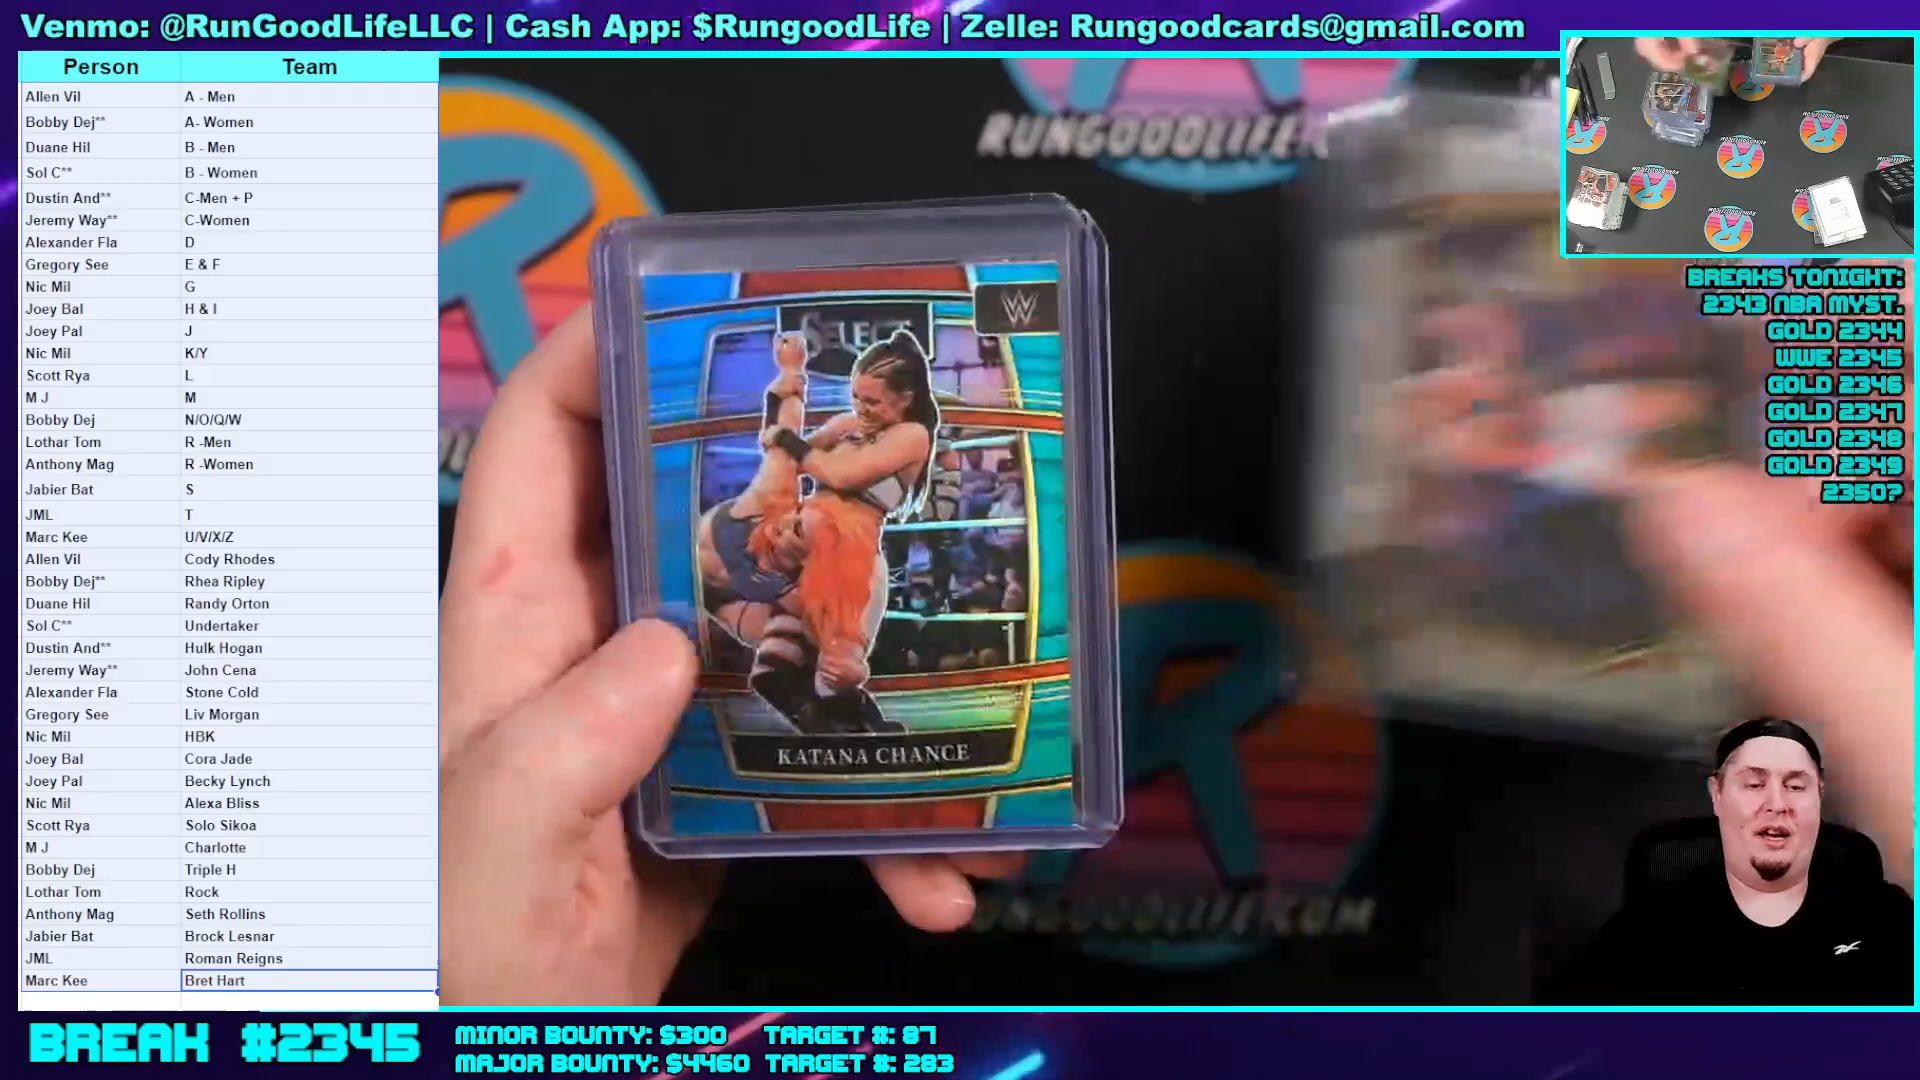 Venmo: @RunGoodLifeLLC | Cash App: $RungoodLife | Zelle: Rungoodcards@gmail.com
Person Team
Allen Vil A - Men
Bobby Dej** A- Women
Duane Hil B - Men
Sol C** B - Women
Dustin And** C-Men + P
Jeremy Way** C-Women
Alexander Fla D
Gregory See E & F
Nic Mil G
Joey Bal H & I
Joey Pal J
Nic Mil K/Y
Scott Rya L
M J M
Bobby Dej N/O/Q/W
Lothar Tom R -Men
Anthony Mag R -Women
Jabier Bat S
JML T
Marc Kee U/V/X/Z
Allen Vil Cody Rhodes
Bobby Dej** Rhea Ripley
Duane Hil Randy Orton
Sol C** Undertaker
Dustin And** Hulk Hogan
Jeremy Way** John Cena
Alexander Fla Stone Cold
Gregory See Liv Morgan
Nic Mil HBK
Joey Bal Cora Jade
Joey Pal Becky Lynch
Nic Mil Alexa Bliss
Scott Rya Solo Sikoa
M J Charlotte
Bobby Dej Triple H
Lothar Tom Rock
Anthony Mag Seth Rollins
Jabier Bat Brock Lesnar
JML Roman Reigns
Marc Kee Bret Hart
RUNGOODLIFE.C
SELECT
W
KATANA CHANCE
RUNGOODLIFE.COM
BREAKS TONIGHT:
2343 NBA MYST.
GOLD 2344
WWE 2345
GOLD 2346
GOLD 2347
GOLD 2348
GOLD 2349
2350?
BREAK #2345
MINOR BOUNTY: $300 TARGET #: 87
MAJOR BOUNTY: $4460 TARGET #: 283